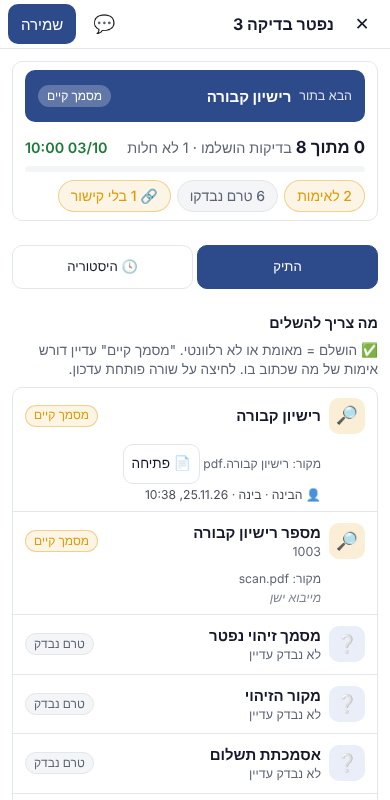 ✕ נפטר בדיקה 3 💬 שמירה
הבא בתור רישיון קבורה מסמך קיים
0 מתוך 8 בדיקות הושלמו · 1 לא חלות 03/10 10:00
2 לאימות 6 טרם נבדקו 🔗 1 בלי קישור
התיק 🕓 היסטוריה
מה צריך להשלים
✅ הושלם = מאומת או לא רלוונטי. "מסמך קיים" עדיין דורש
אימות של מה שכתוב בו. לחיצה על שורה פותחת עדכון.
🔎 רישיון קבורה מסמך קיים
מקור: רישיון קבורה.pdf 📄 פתיחה
👤 הבינה · בינה · 25.11.26, 10:38
🔎 מספר רישיון קבורה מסמך קיים
1003
מקור: scan.pdf
מייבוא ישן
❔ מסמך זיהוי נפטר טרם נבדק
לא נבדק עדיין
❔ מקור הזיהוי טרם נבדק
לא נבדק עדיין
❔ אסמכתת תשלום טרם נבדק
לא נבדק עדיין